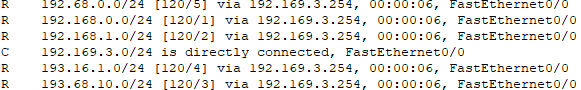 R 192.68.0.0/24 [120/5] via 192.169.3.254, 00:00:06, FastEthernet0/0
R 192.168.0.0/24 [120/1] via 192.169.3.254, 00:00:06, FastEthernet0/0
R 192.168.1.0/24 [120/2] via 192.169.3.254, 00:00:06, FastEthernet0/0
C 192.169.3.0/24 is directly connected, FastEthernet0/0
R 193.16.1.0/24 [120/4] via 192.169.3.254, 00:00:06, FastEthernet0/0
R 193.68.10.0/24 [120/3] via 192.169.3.254, 00:00:06, FastEthernet0/0